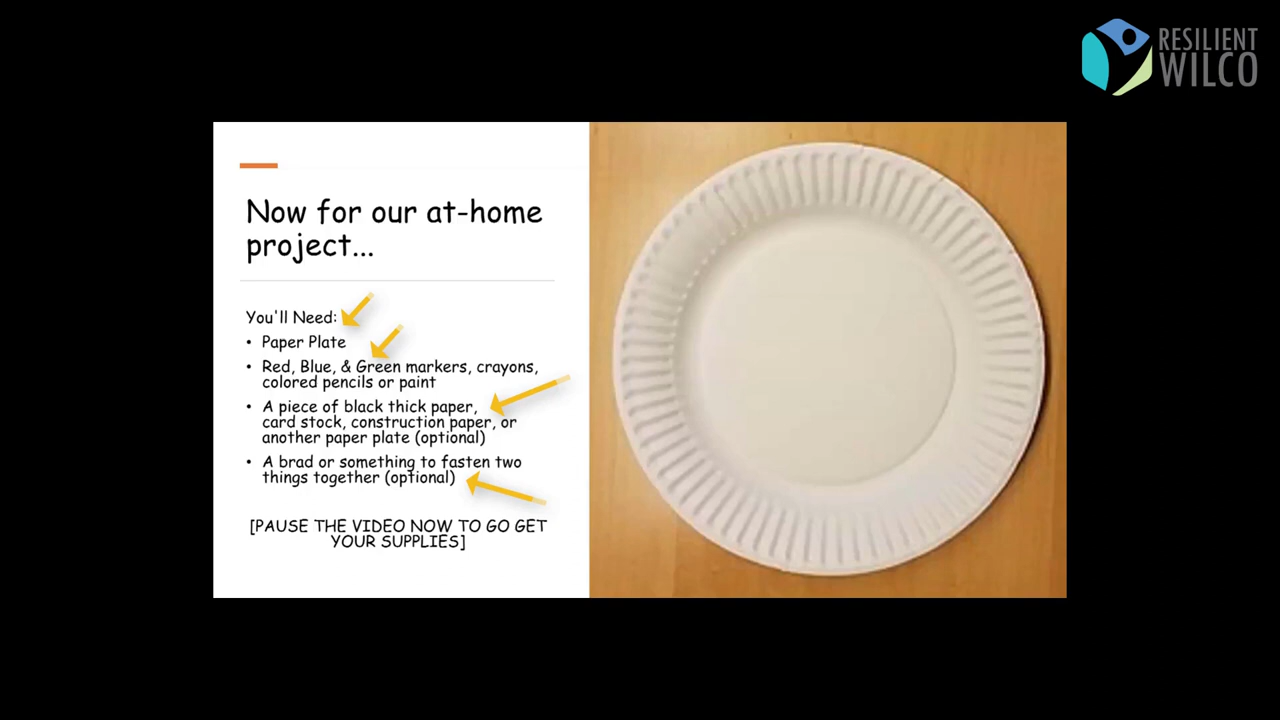 RESILIENT
WILCO
Now for our at-home
project...
You'll Need:
• Paper Plate
• Red, Blue, & Green markers, crayons,
colored pencils or paint
• A piece of black thick paper,
card stock, construction paper, or
another paper plate (optional)
• A brad or something to fasten two
things together (optional)
[PAUSE THE VIDEO NOW TO GO GET
YOUR SUPPLIES]